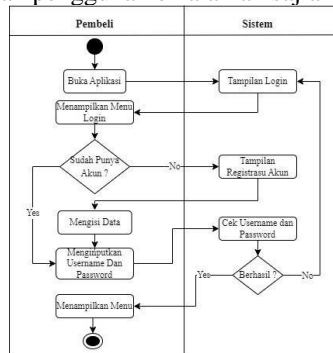 Pembeli
Sistem
Buka Aplikasi
Tampilan Login
Menampilkan Menu
Login
Sudah Punya
Akun ?
No
Tampilan
Registrasu Akun
Yes
Mengisi Data
Cek Username dan
Password
Menginputkan
Username Dan
Password
Yes
Berhasil ?
No
Menampilkan Menu